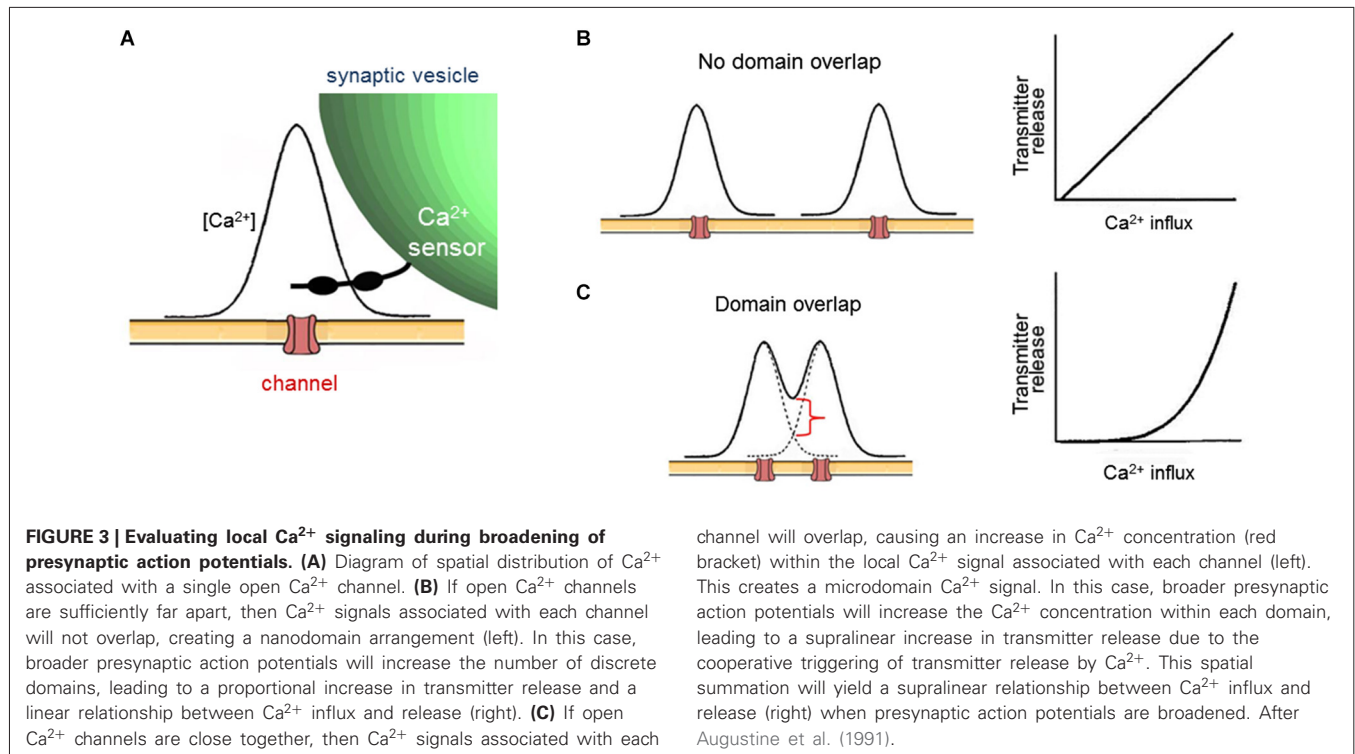 A
synaptic vesicle
[Ca²⁺]
Ca²⁺
sensor
channel
B
No domain overlap
Transmitter
release
Ca²⁺ influx
C
Domain overlap
Transmitter
release
Ca²⁺ influx
FIGURE 3 | Evaluating local Ca²⁺ signaling during broadening of
presynaptic action potentials. (A) Diagram of spatial distribution of Ca²⁺
associated with a single open Ca²⁺ channel. (B) If open Ca²⁺ channels
are sufficiently far apart, then Ca²⁺ signals associated with each channel
will not overlap, creating a nanodomain arrangement (left). In this case,
broader presynaptic action potentials will increase the number of discrete
domains, leading to a proportional increase in transmitter release and a
linear relationship between Ca²⁺ influx and release (right). (C) If open
Ca²⁺ channels are close together, then Ca²⁺ signals associated with each
channel will overlap, causing an increase in Ca²⁺ concentration (red
bracket) within the local Ca²⁺ signal associated with each channel (left).
This creates a microdomain Ca²⁺ signal. In this case, broader presynaptic
action potentials will increase the Ca²⁺ concentration within each domain,
leading to a supralinear increase in transmitter release due to the
cooperative triggering of transmitter release by Ca²⁺. This spatial
summation will yield a supralinear relationship between Ca²⁺ influx and
release (right) when presynaptic action potentials are broadened. After
Augustine et al. (1991).